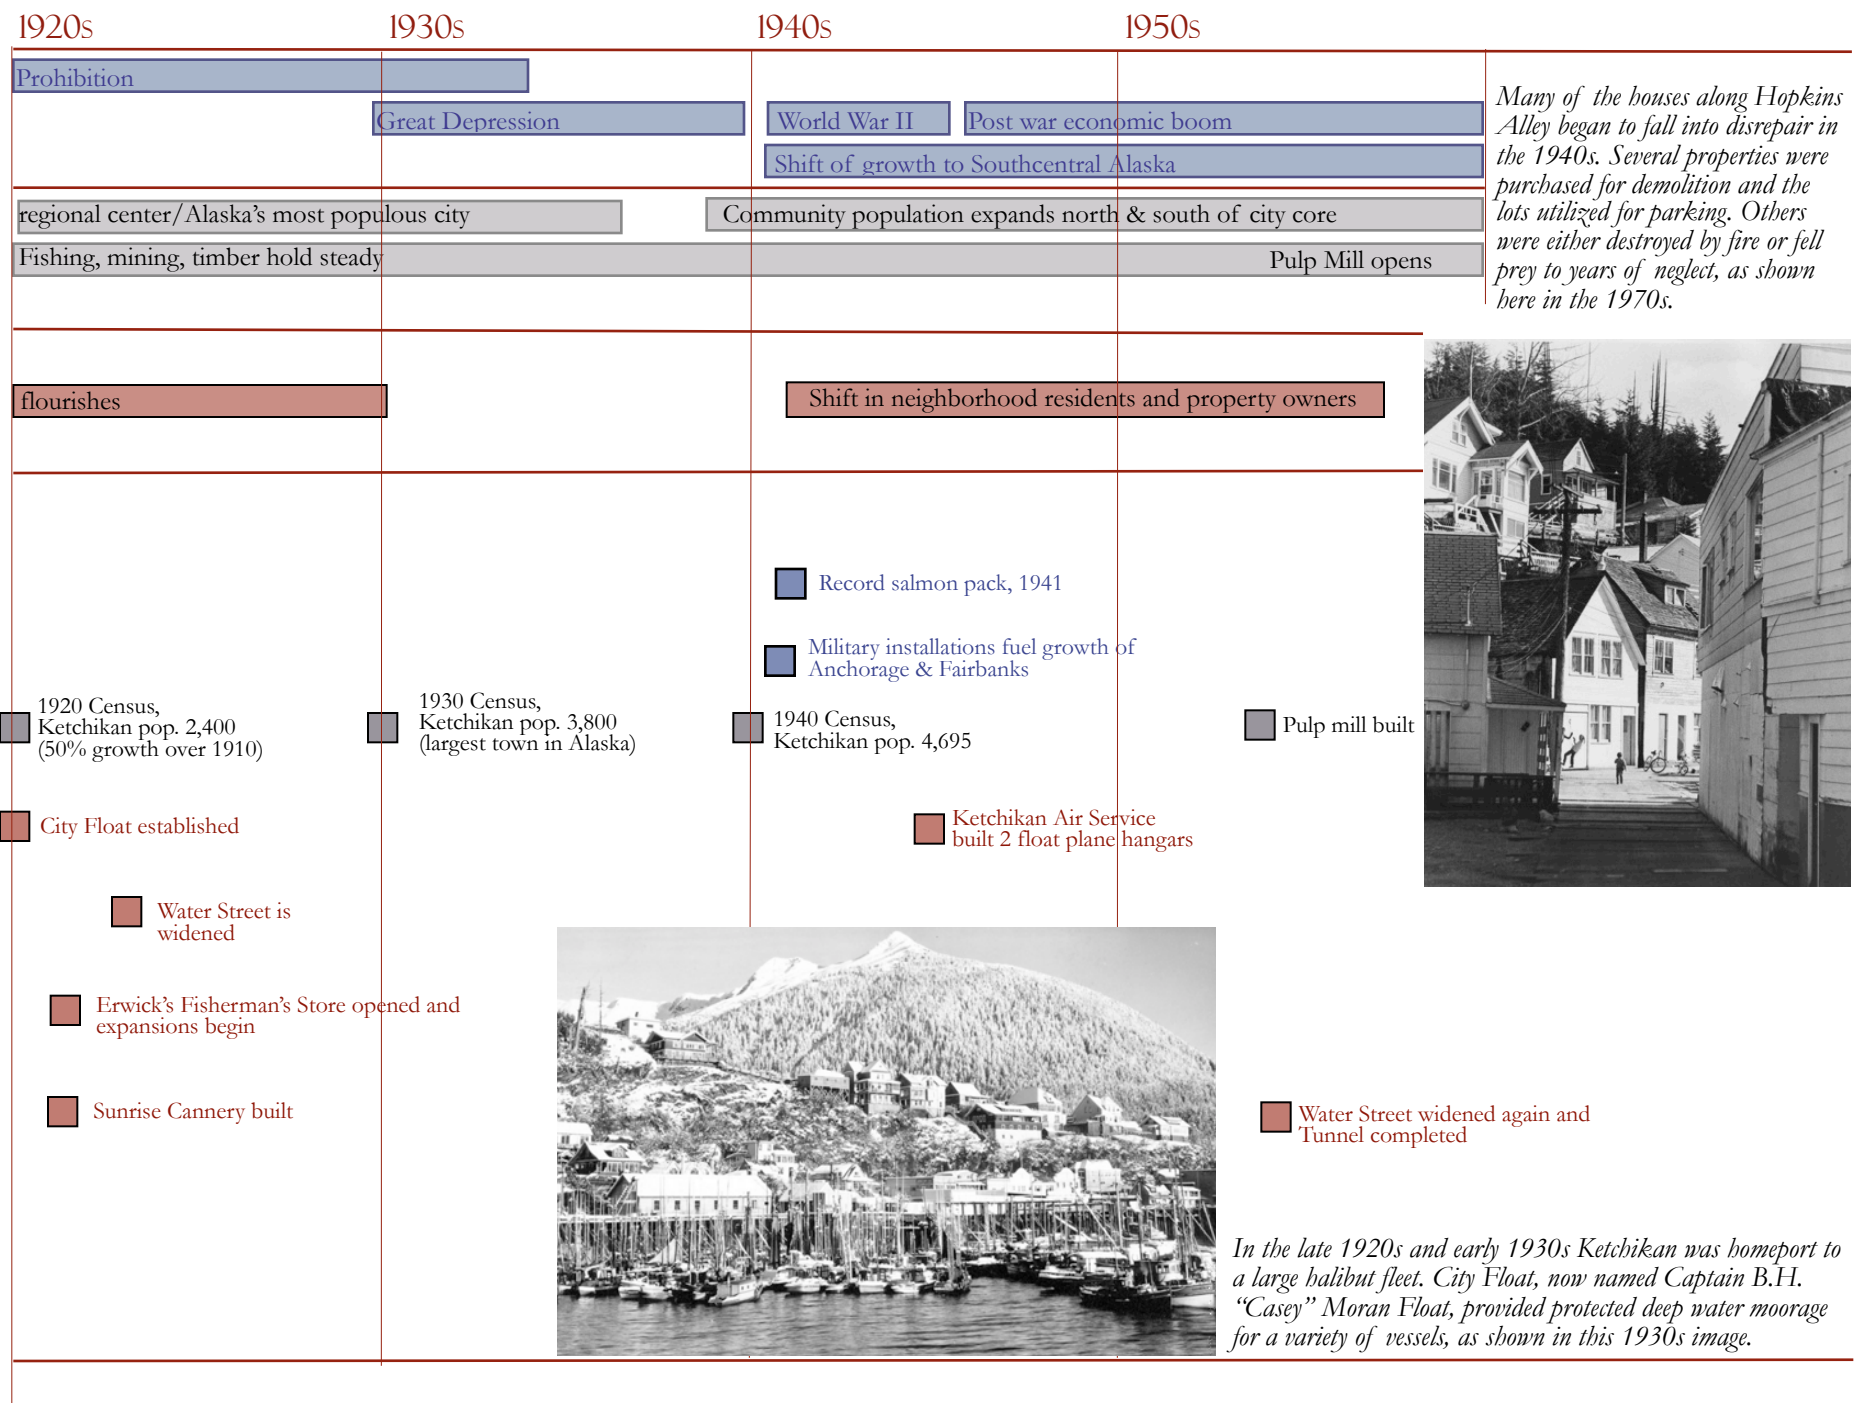 1920s
1930s
1940s
1950s
Prohibition
Great Depression
World War II
Post war economic boom
Shift of growth to Southcentral Alaska
regional center/Alaska's most populous city
Community population expands north & south of city core
Fishing, mining, timber hold steady
Pulp Mill opens
Many of the houses along Hopkins
Alley began to fall into disrepair in
the 1940s. Several properties were
purchased for demolition and the
lots utilized for parking. Others
were either destroyed by fire or fell
prey to years of neglect, as shown
here in the 1970s.
flourishes
Shift in neighborhood residents and property owners
Record salmon pack, 1941
Military installations fuel growth of
Anchorage & Fairbanks
1920 Census,
Ketchikan pop. 2,400
(50% growth over 1910)
1930 Census,
Ketchikan pop. 3,800
(largest town in Alaska)
1940 Census,
Ketchikan pop. 4,695
Pulp mill built
City Float established
Ketchikan Air Service
built 2 float plane hangars
Water Street is
widened
Erwick's Fisherman's Store opened and
expansions begin
Sunrise Cannery built
Water Street widened again and
Tunnel completed
In the late 1920s and early 1930s Ketchikan was homeport to
a large halibut fleet. City Float, now named Captain B.H.
“Casey” Moran Float, provided protected deep water moorage
for a variety of vessels, as shown in this 1930s image.